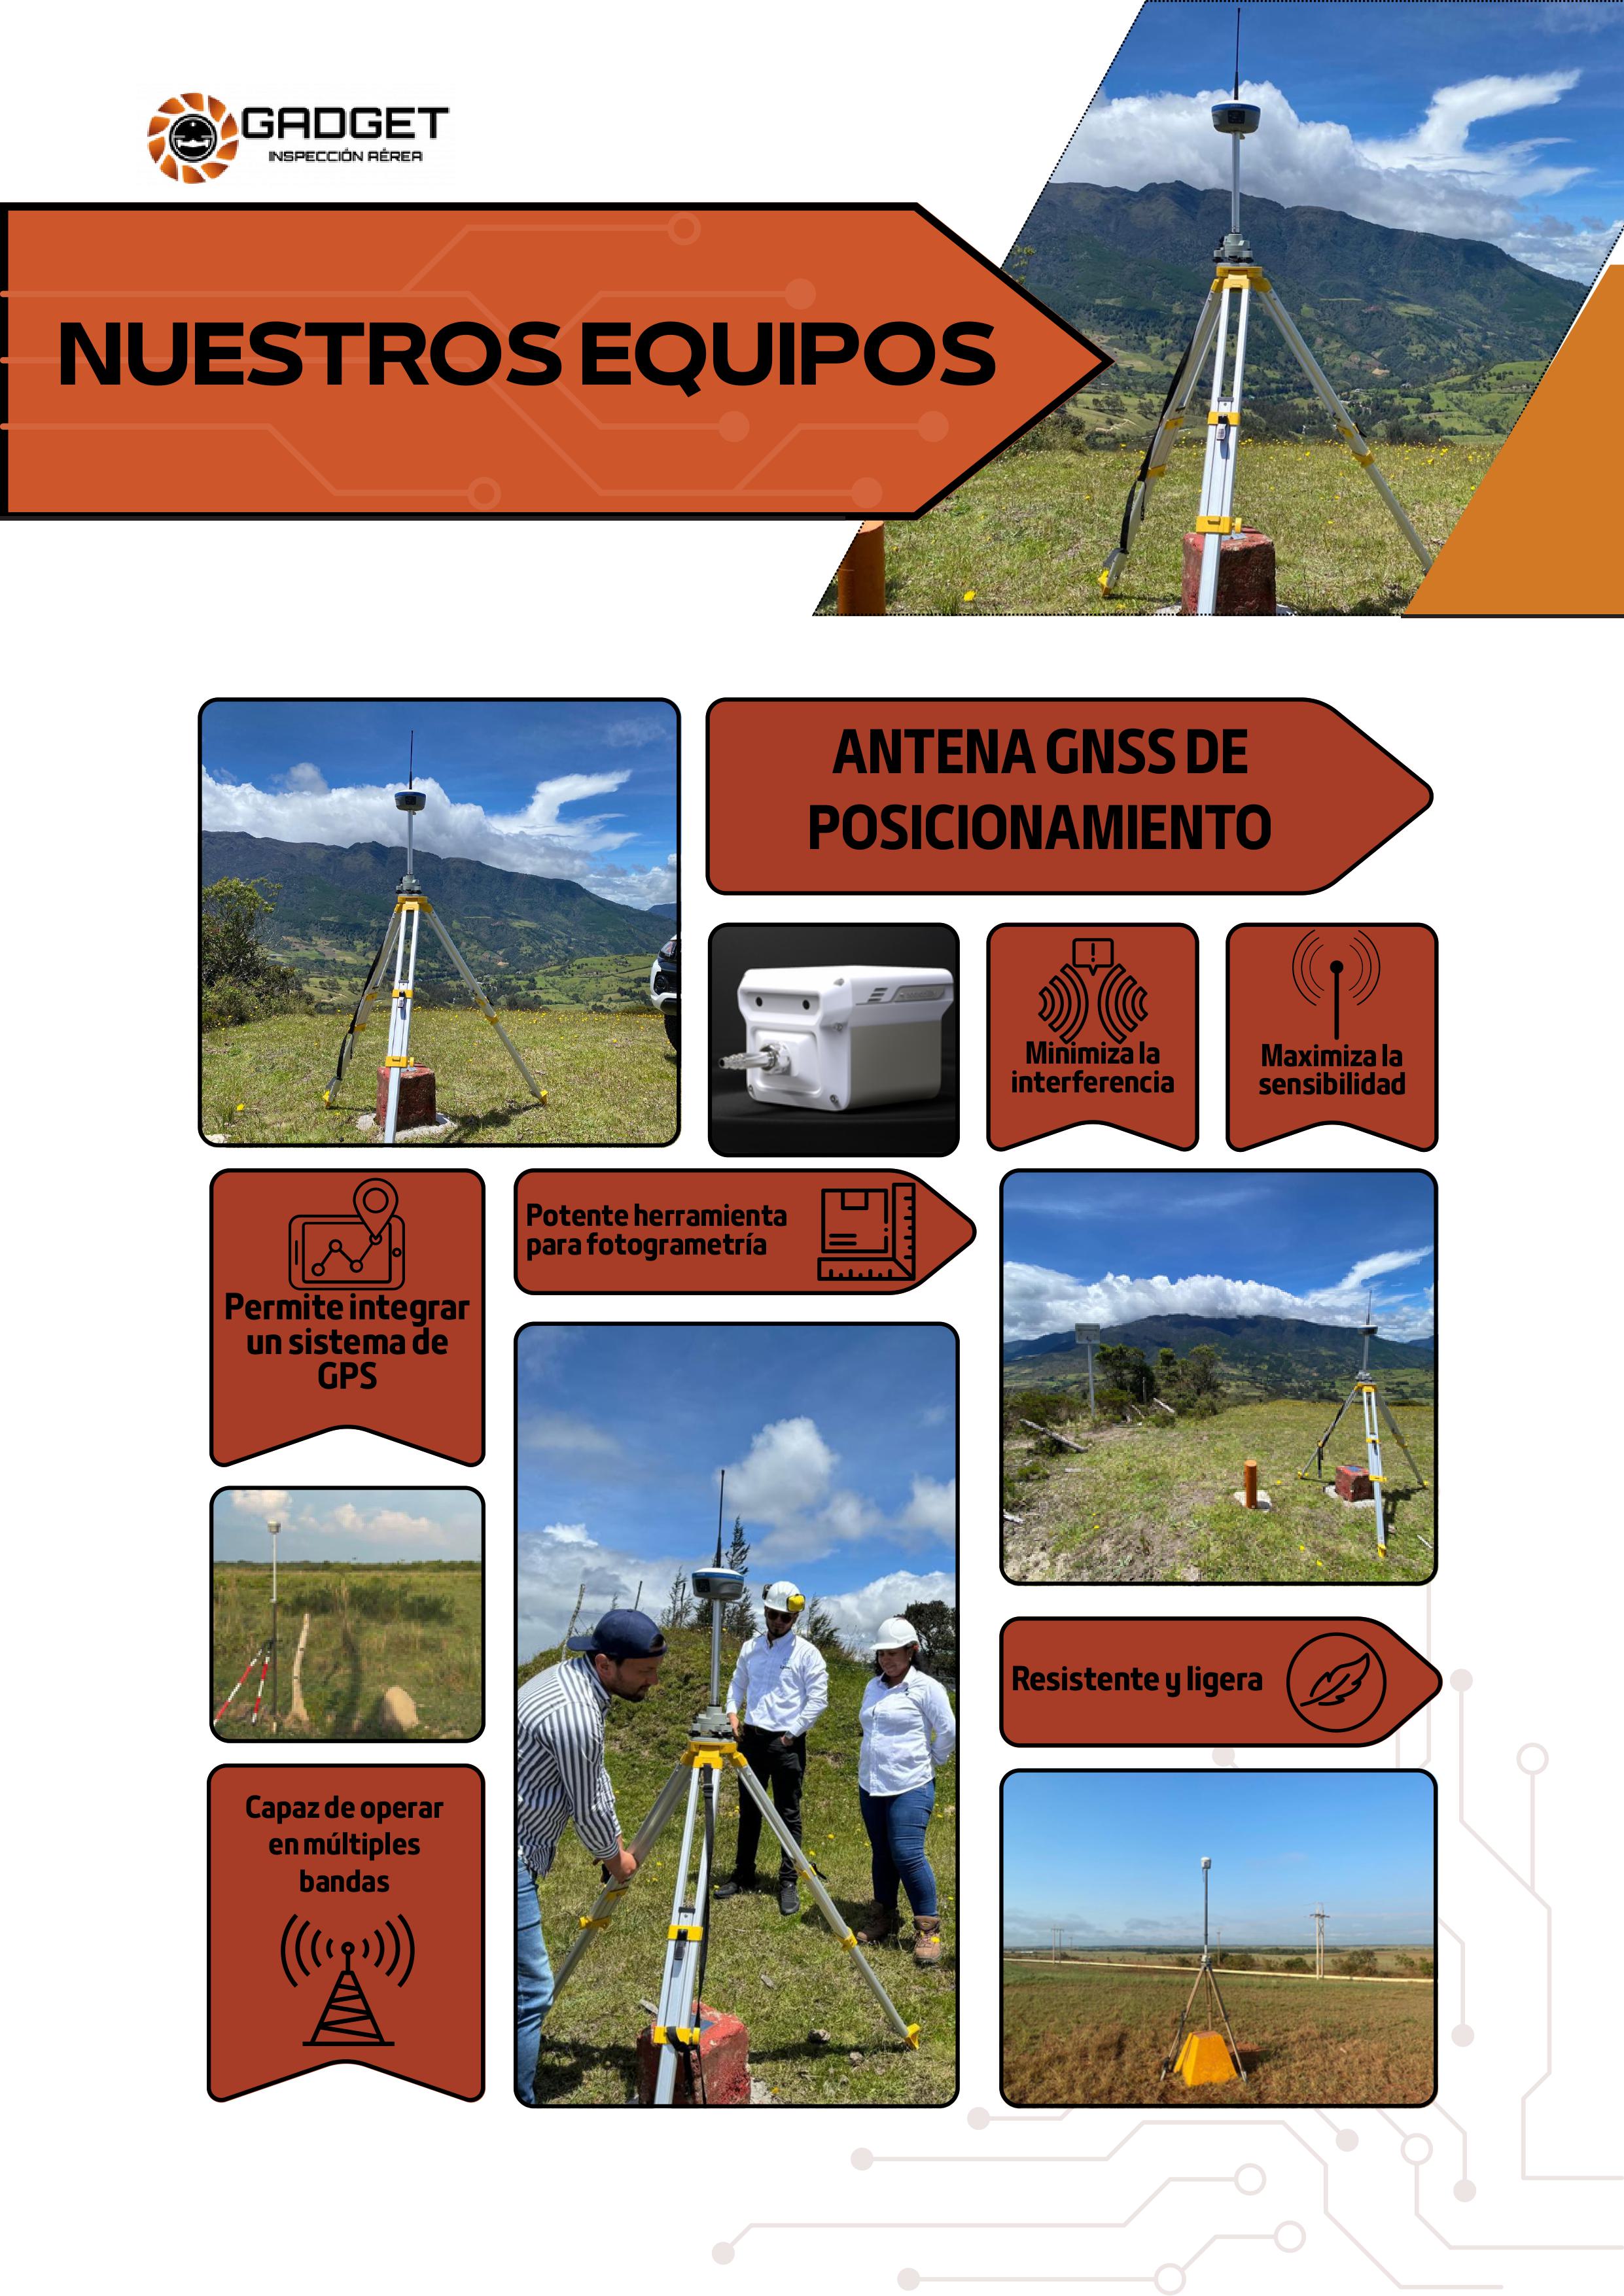 GADGET
INSPECCIÓN AÉREA
NUESTROS EQUIPOS
ANTENA GNSS DE
POSICIONAMIENTO
Minimiza la
interferencia
Maximiza la
sensibilidad
Permite integrar
un sistema de
GPS
Potente herramienta
para fotogrametría
Resistente y ligera
Capaz de operar
en múltiples
bandas